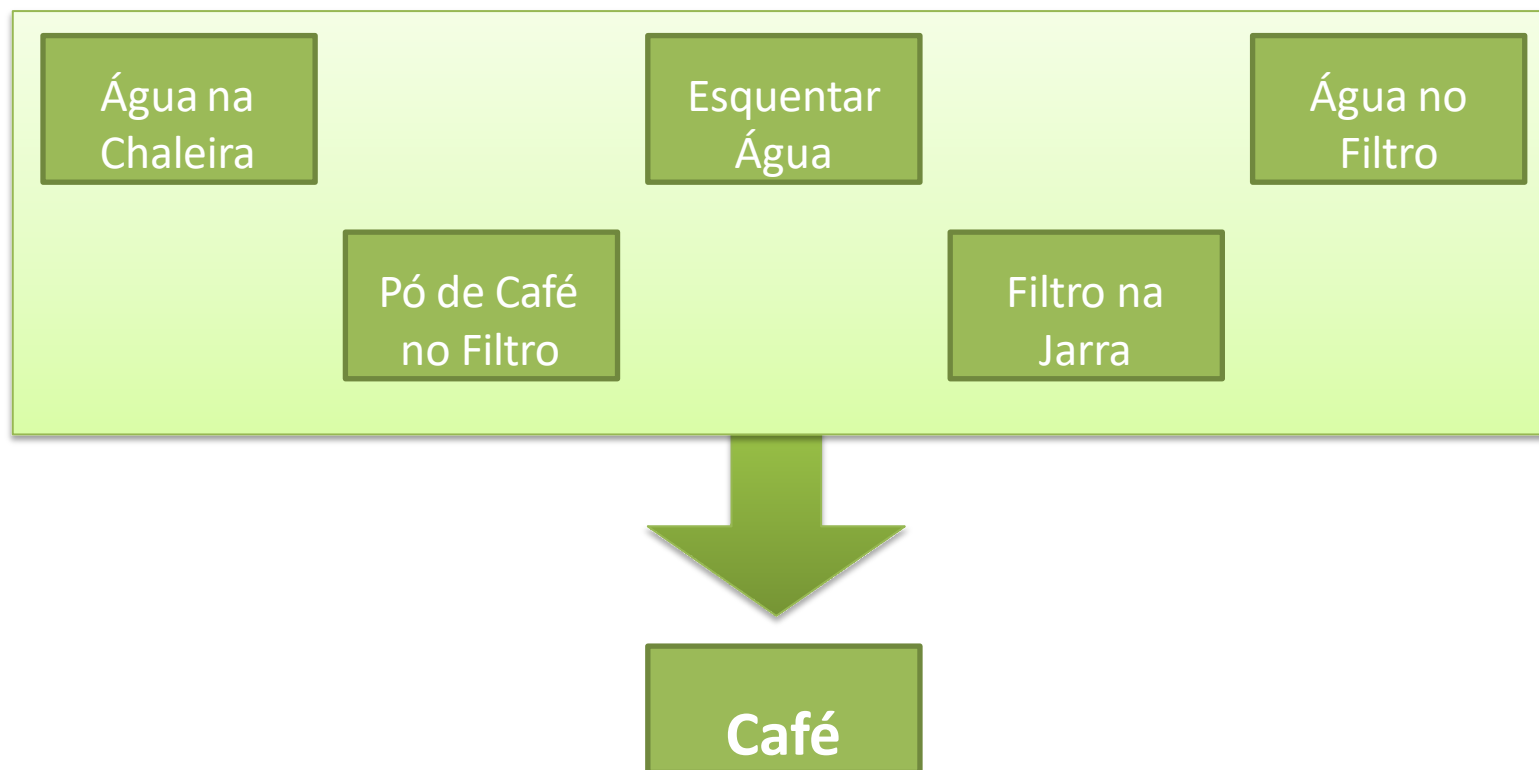 Água na
Chaleira
Esquentar
Água
Água no
Filtro
Pó de Café
no Filtro
Filtro na
Jarra
Café